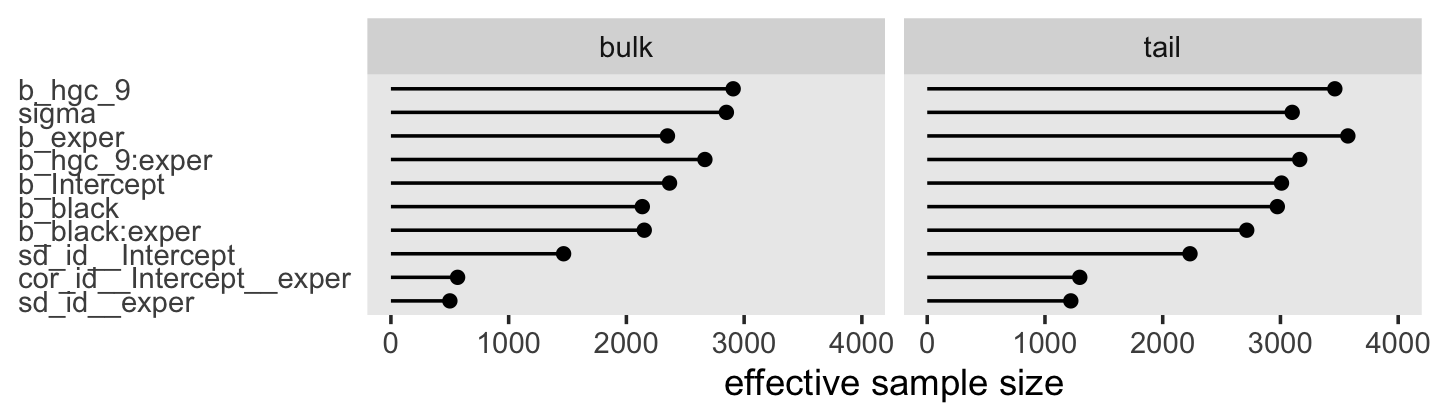 bulk
tail
b_hgc_9
sigma
b_exper
b_hgc_9:exper
b_Intercept
b_black
b_black:exper
sd_id__Intercept
cor_id__Intercept__exper
sd_id__exper
0 1000 2000 3000 4000 0 1000 2000 3000 4000
effective sample size